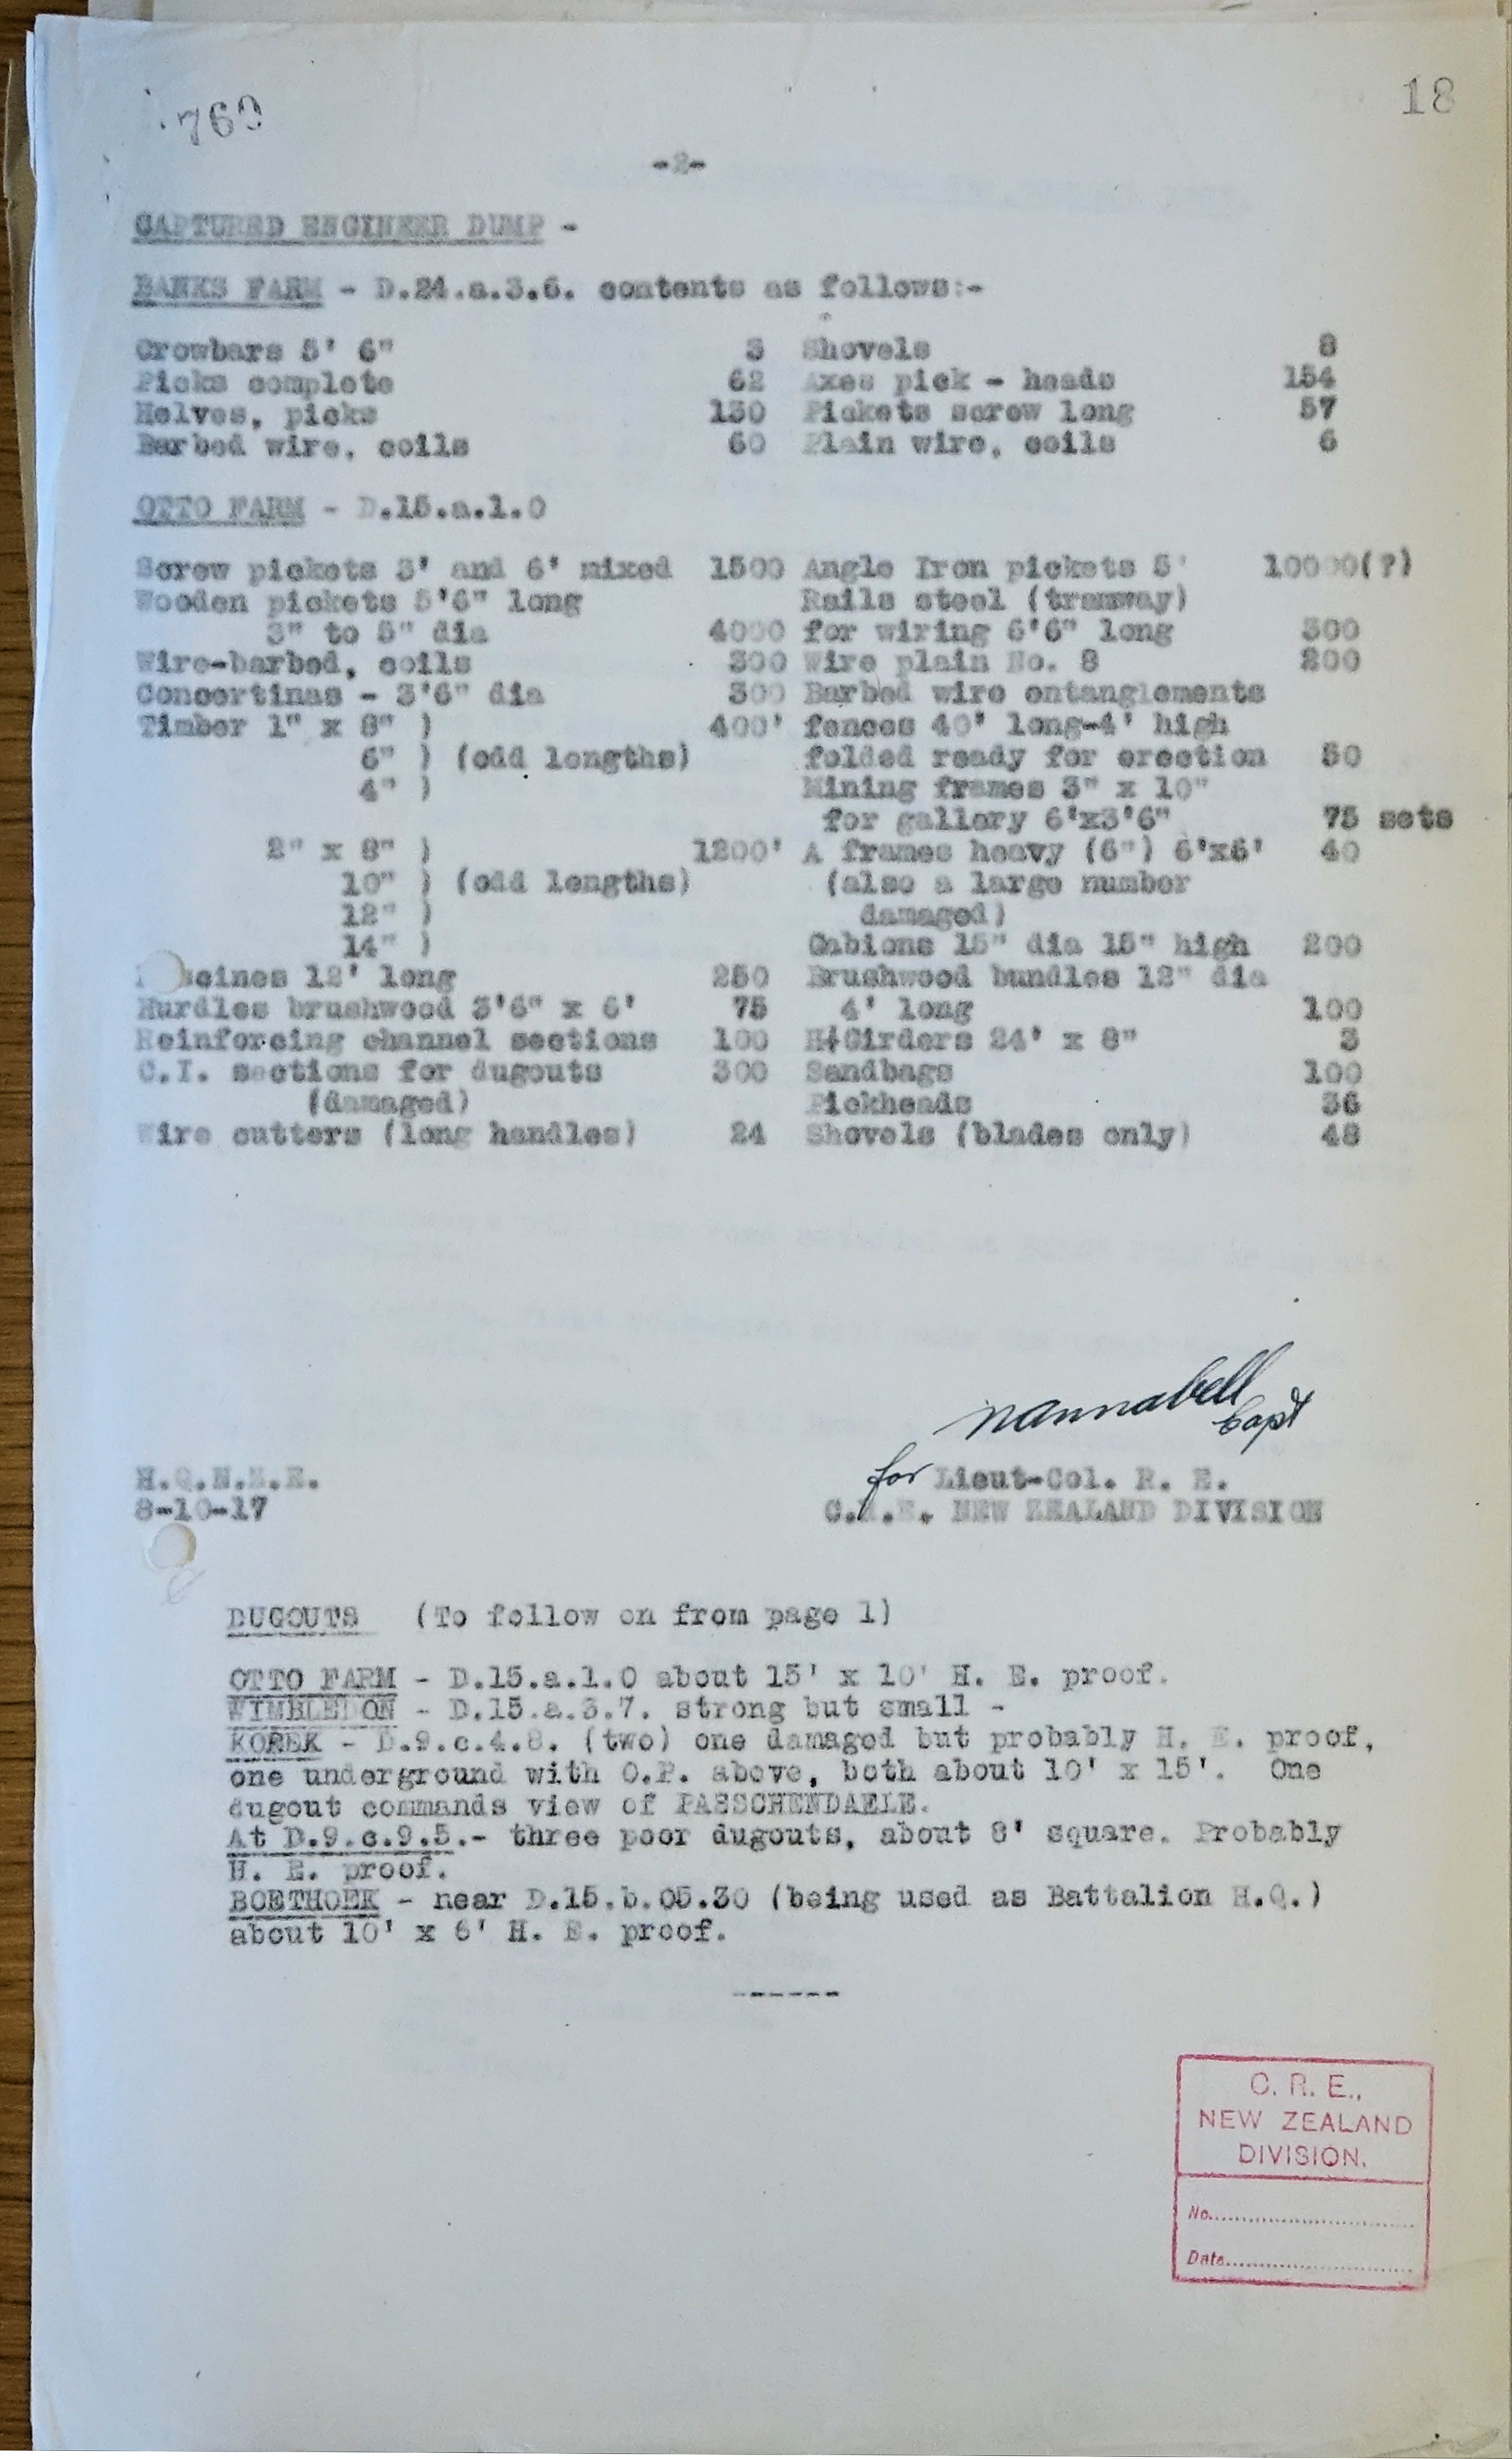 763
18
-2-
CAPTURED ENGINEER DUMP -
BANKS FARM - D.24.a.3.6. contents as follows:-
Crowbars 5' 6" 3 Shovels 8
Picks complete 62 Axes pick - heads 154
Helves, picks 130 Pickets screw long 57
Barbed wire, coils 60 Plain wire, coils 6
OTTO FARM - D.15.a.1.0
Screw pickets 3' and 6' mixed 1500 Angle Iron pickets 5' 10000(?)
Wooden pickets 5'6" long Rails steel (tramway)
3" to 5" dia 4000 for wiring 6'6" long 300
Wire-barbed, coils 300 Wire plain No. 8 200
Concertinas - 3'6" dia 300 Barbed wire entanglements
Timber 1" x 8" ) 400' fences 40' long-4' high
6" ) (odd lengths) folded ready for erection 50
4" ) Mining frames 3" x 10"
for gallery 6'x3'6" 75 sets
2" x 8" ) 1200' A frames heavy (6") 6'x6' 40
10" ) (odd lengths) (also a large number
12" ) damaged)
14" ) Gabions 15" dia 15" high 200
scines 12' long 250 Brushwood bundles 12" dia
Hurdles brushwood 3'6" x 6' 75 4' long 100
Reinforcing channel sections 100 H Girders 24' x 8" 3
C.I. sections for dugouts 300 Sandbags 100
(damaged) Pickheads 36
Wire cutters (long handles) 24 Shovels (blades only) 48
Nannabell
Capt
for Lieut-Col. R. E.
H.Q.N.Z.E.
8-10-17
C.R.E. NEW ZEALAND DIVISION
DUGOUTS (To follow on from page 1)
OTTO FARM - D.15.a.1.0 about 15' x 10' H. E. proof.
WIMBLEDON - D.15.a.3.7. strong but small -
KOREK - D.9.c.4.8. (two) one damaged but probably H. E. proof,
one underground with O.P. above, both about 10' x 15'. One
dugout commands view of PASSCHENDAELE.
At D.9.c.9.5.- three poor dugouts, about 8' square. Probably
H. E. proof.
BOETHOEK - near D.15.b.05.30 (being used as Battalion H.Q.)
about 10' x 6' H. E. proof.
------
C. R. E.,
NEW ZEALAND
DIVISION.
No.
Date